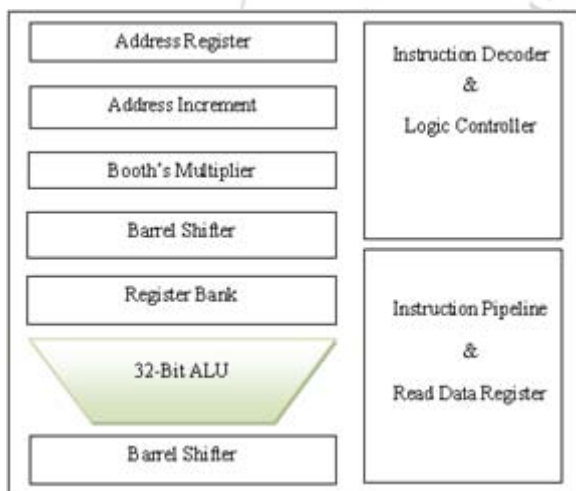 Address Register
Address Increment
Booth's Multiplier
Barrel Shifter
Register Bank
32-Bit ALU
Barrel Shifter
Instruction Decoder
&
Logic Controller
Instruction Pipeline
&
Read Data Register